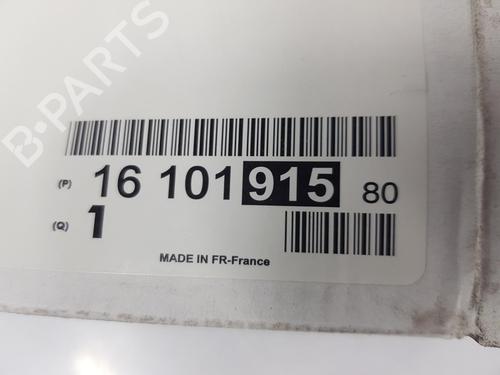 B-PARTS
(P) 16 101 915 80
(Q) 1
MADE IN FR-France